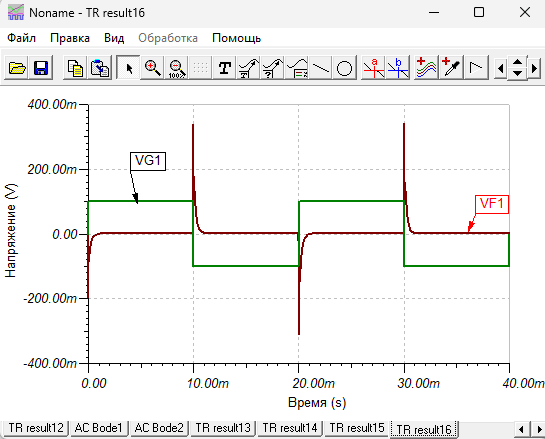 Noname - TR result16
Файл Правка Вид Обработка Помощь
100% T a b
400.00m
VG1
200.00m
VF1
Напряжение (V)
0.00
-200.00m
-400.00m
0.00 10.00m 20.00m 30.00m 40.00m
Время (s)
TR result12 AC Bode1 AC Bode2 TR result13 TR result14 TR result15 TR result16